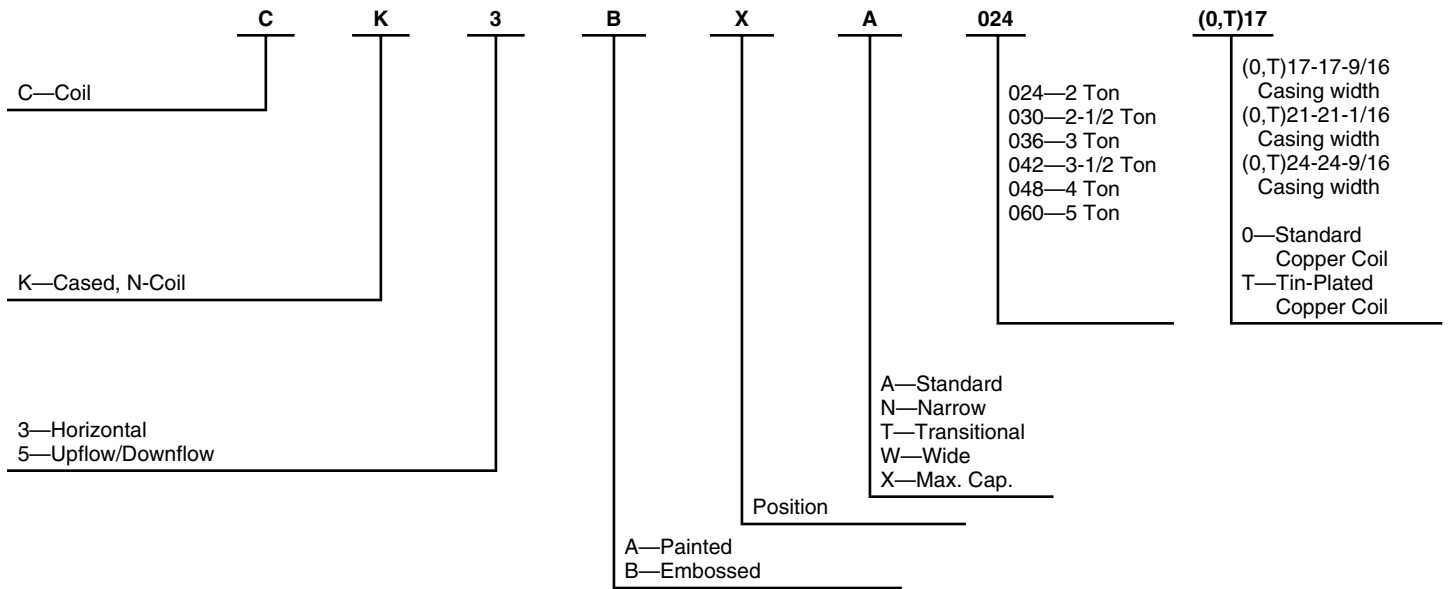 C K 3 B X A 024 (0,T)17
C—Coil
K—Cased, N-Coil
3—Horizontal
5—Upflow/Downflow
A—Painted
B—Embossed
Position
A—Standard
N—Narrow
T—Transitional
W—Wide
X—Max. Cap.
024—2 Ton
030—2-1/2 Ton
036—3 Ton
042—3-1/2 Ton
048—4 Ton
060—5 Ton
(0,T)17-17-9/16
Casing width
(0,T)21-21-1/16
Casing width
(0,T)24-24-9/16
Casing width
0—Standard
Copper Coil
T—Tin-Plated
Copper Coil